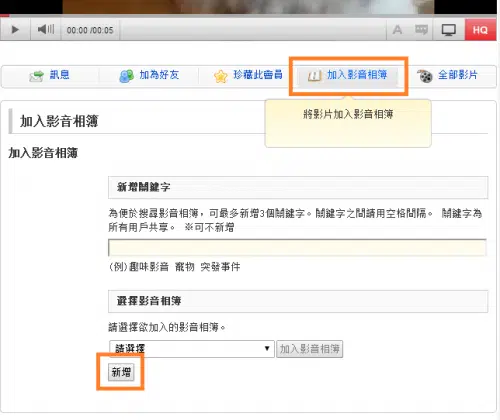 00:00 /00:05
A
HQ
訊息 加為好友 珍藏此會員 加入影音相簿 全部影片
將影片加入影音相簿
加入影音相簿
加入影音相簿
新增關鍵字
為便於搜尋影音相簿，可最多新增3個關鍵字。關鍵字之間請用空格間隔。 關鍵字為
所有用戶共享。 ※可不新增
(例)趣味影音 寵物 突發事件
選擇影音相簿
請選擇欲加入的影音相簿。
請選擇 加入影音相簿
新增